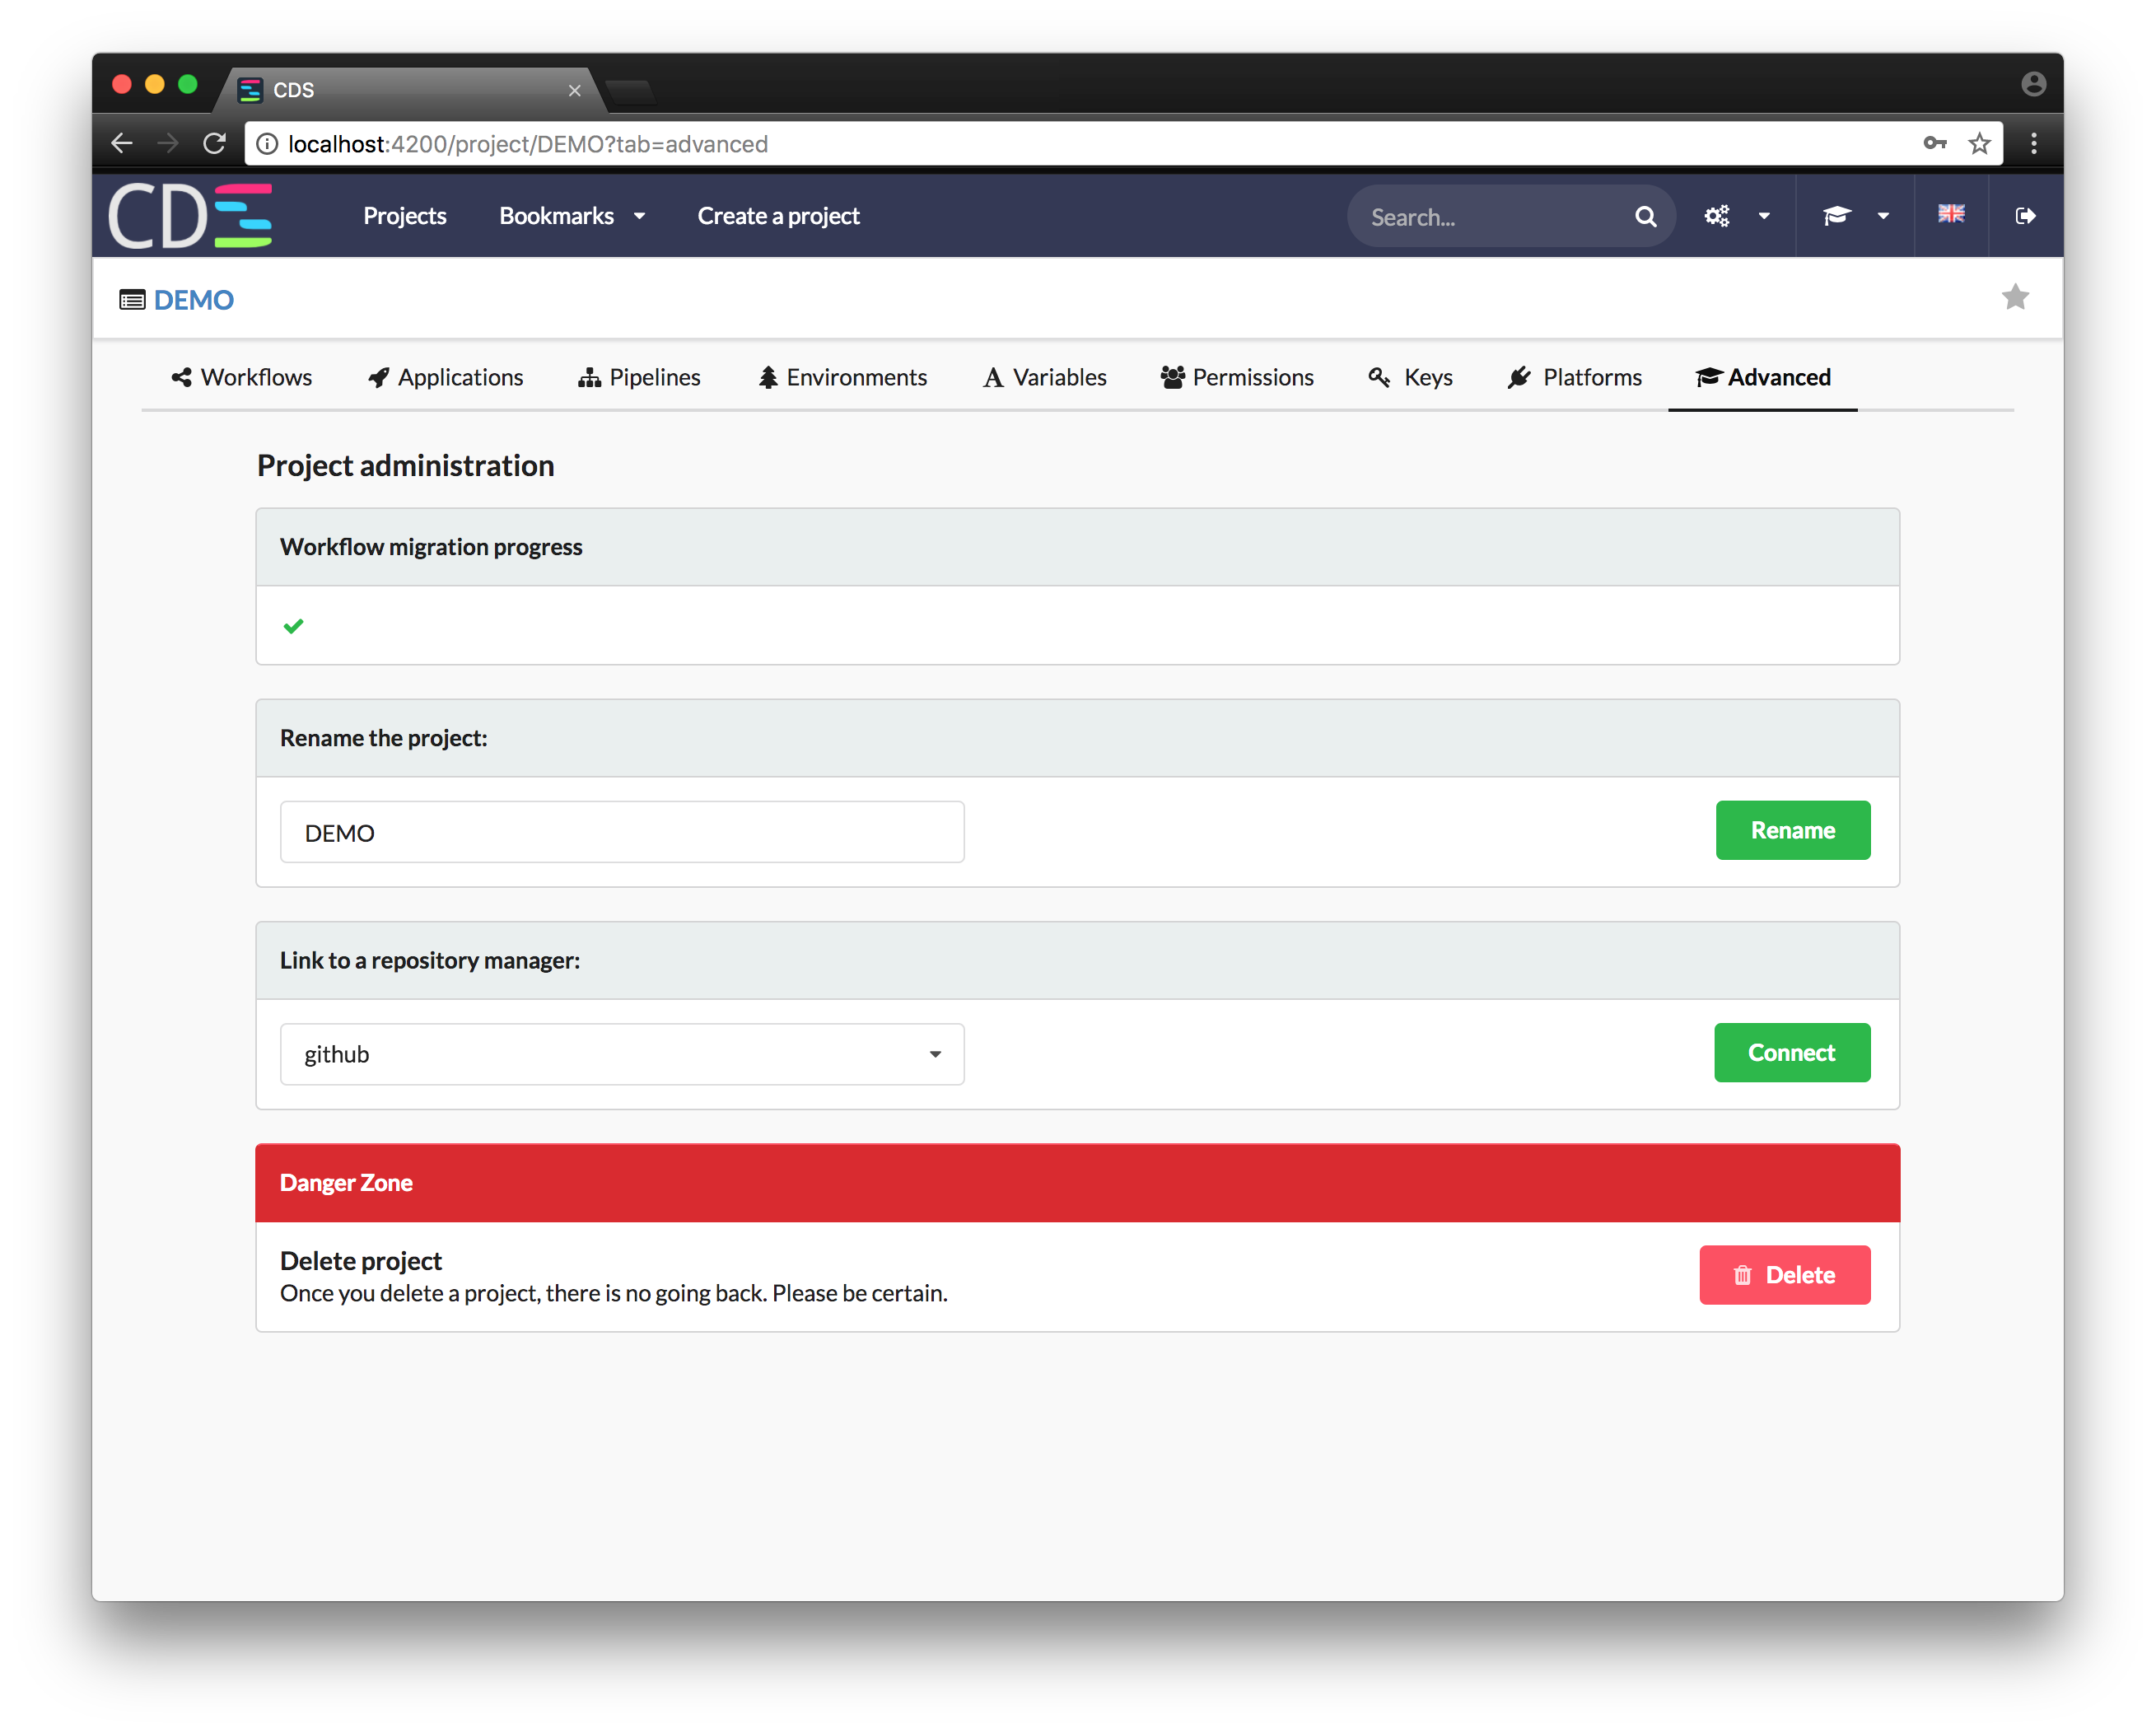 CDS
localhost:4200/project/DEMO?tab=advanced
CDS Projects Bookmarks Create a project Search...
DEMO
Workflows Applications Pipelines Environments Variables Permissions Keys Platforms Advanced
Project administration
Workflow migration progress
Rename the project:
DEMO Rename
Link to a repository manager:
github Connect
Danger Zone
Delete project
Once you delete a project, there is no going back. Please be certain.
Delete